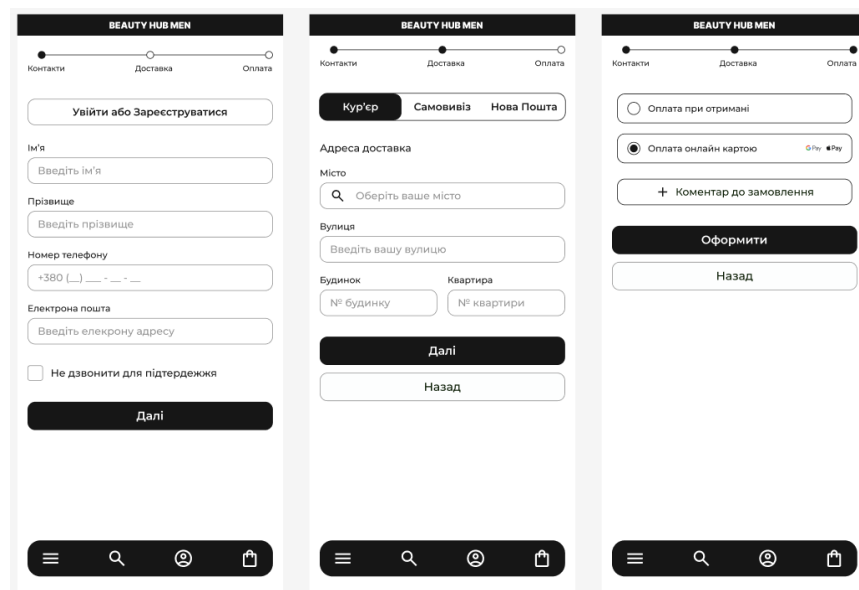 BEAUTY HUB MEN
Контакти Доставка Оплата
Увійти або Зареєструватися
Ім'я
Введіть ім'я
Прізвище
Введіть прізвище
Номер телефону
+380 (__) ___ - __ - __
Електрона пошта
Введіть елекрону адресу
Не дзвонити для підтердежжя
Далі
BEAUTY HUB MEN
Контакти Доставка Оплата
Кур'єр Самовивіз Нова Пошта
Адреса доставка
Місто
Оберіть ваше місто
Вулиця
Введіть вашу вулицю
Будинок Квартира
№ будинку № квартири
Далі
Назад
BEAUTY HUB MEN
Контакти Доставка Оплата
Оплата при отримані
Оплата онлайн картою G Pay Pay
+ Коментар до замовлення
Оформити
Назад